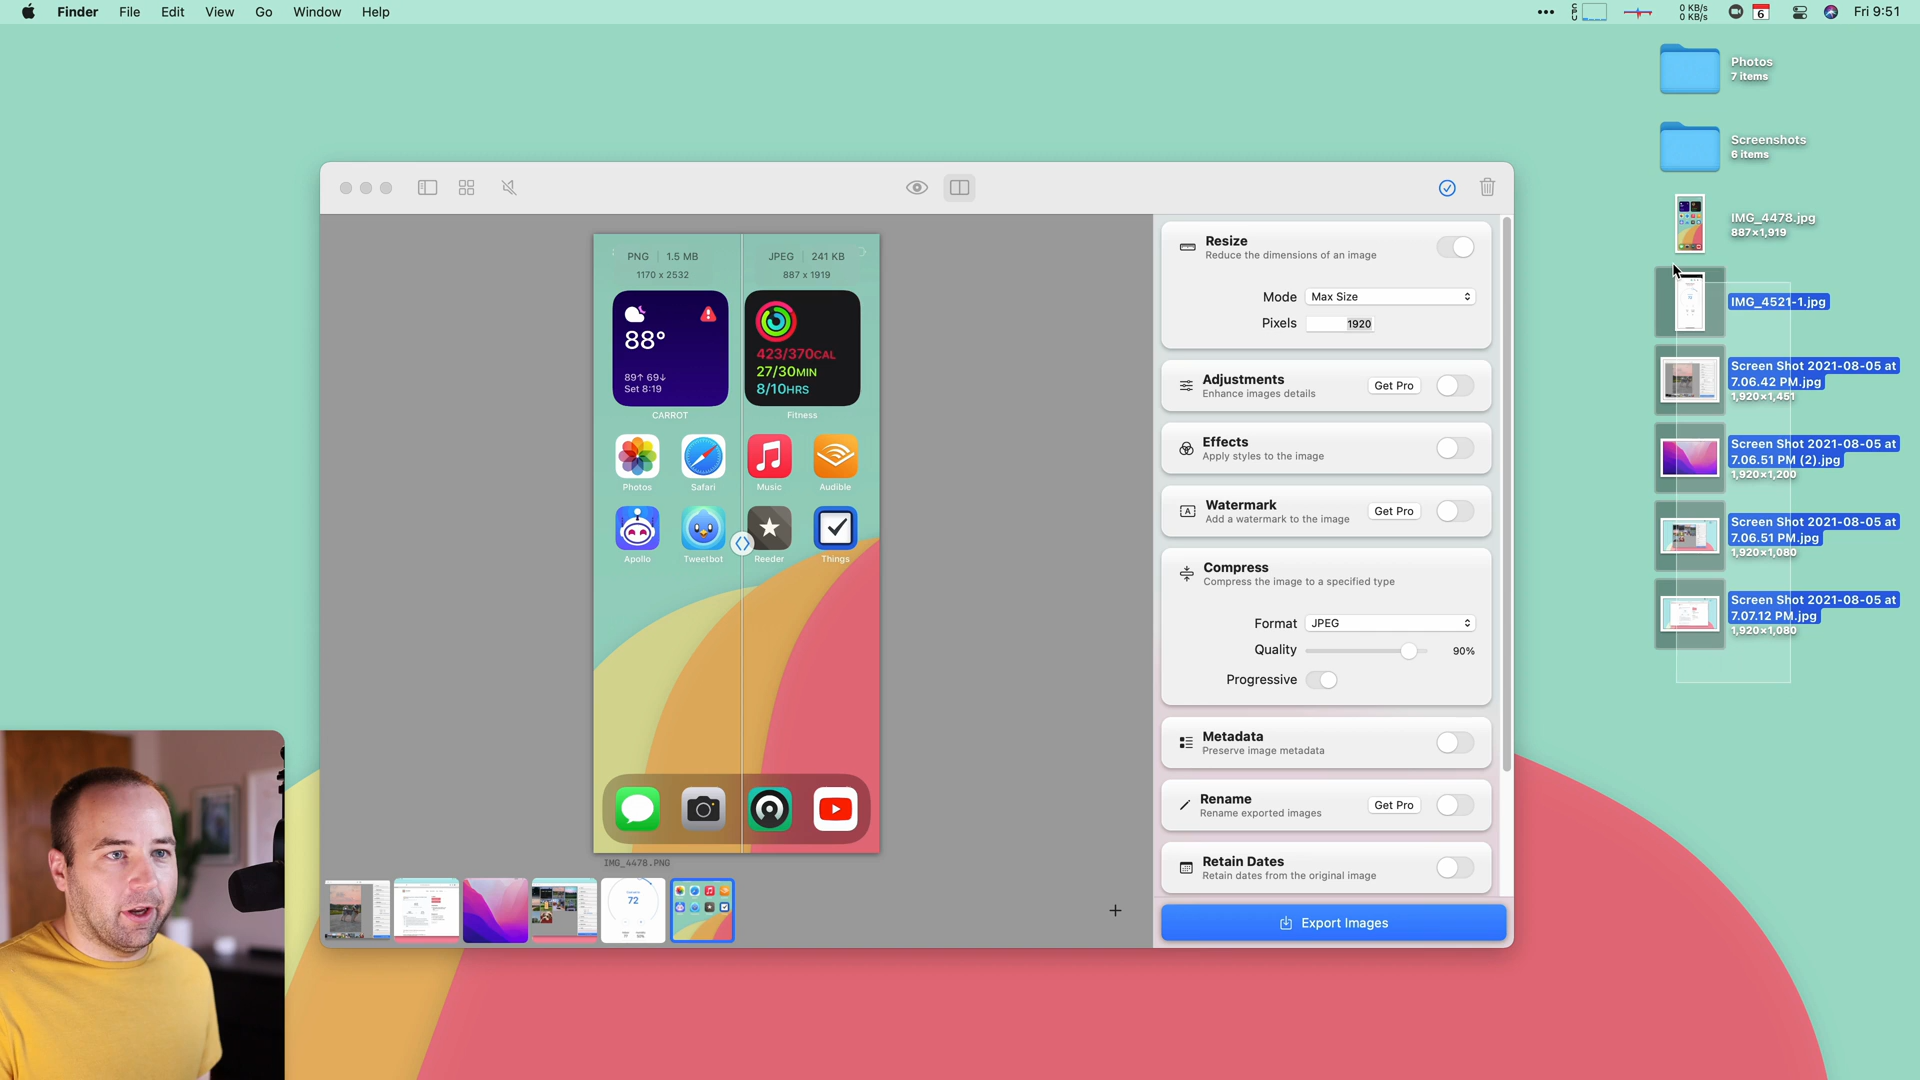 Finder File Edit View Go Window Help
CPU 0 KB/s 6 Fri 9:51
0 KB/s
Photos
7 items
Screenshots
6 items
IMG_4478.jpg
887×1,919
IMG_4521-1.jpg
Screen Shot 2021-08-05 at
7.06.42 PM.jpg
1,920×1,451
Screen Shot 2021-08-05 at
7.06.51 PM (2).jpg
1,920×1,200
Screen Shot 2021-08-05 at
7.06.51 PM.jpg
1,920×1,080
Screen Shot 2021-08-05 at
7.07.12 PM.jpg
1,920×1,080
PNG | 1.5 MB
1170 x 2532
JPEG | 241 KB
887 x 1919
88°
89↑ 69↓
Set 8:19
CARROT
423/370CAL
27/30MIN
8/10HRS
Fitness
Photos Safari Music Audible
Apollo Tweetbot Reeder Things
IMG_4478.PNG
72
Resize
Reduce the dimensions of an image
Mode Max Size
Pixels 1920
Adjustments
Enhance images details
Get Pro
Effects
Apply styles to the image
Watermark
Add a watermark to the image
Get Pro
A
Compress
Compress the image to a specified type
Format JPEG
Quality 90%
Progressive
Metadata
Preserve image metadata
Rename
Rename exported images
Get Pro
Retain Dates
Retain dates from the original image
Export Images